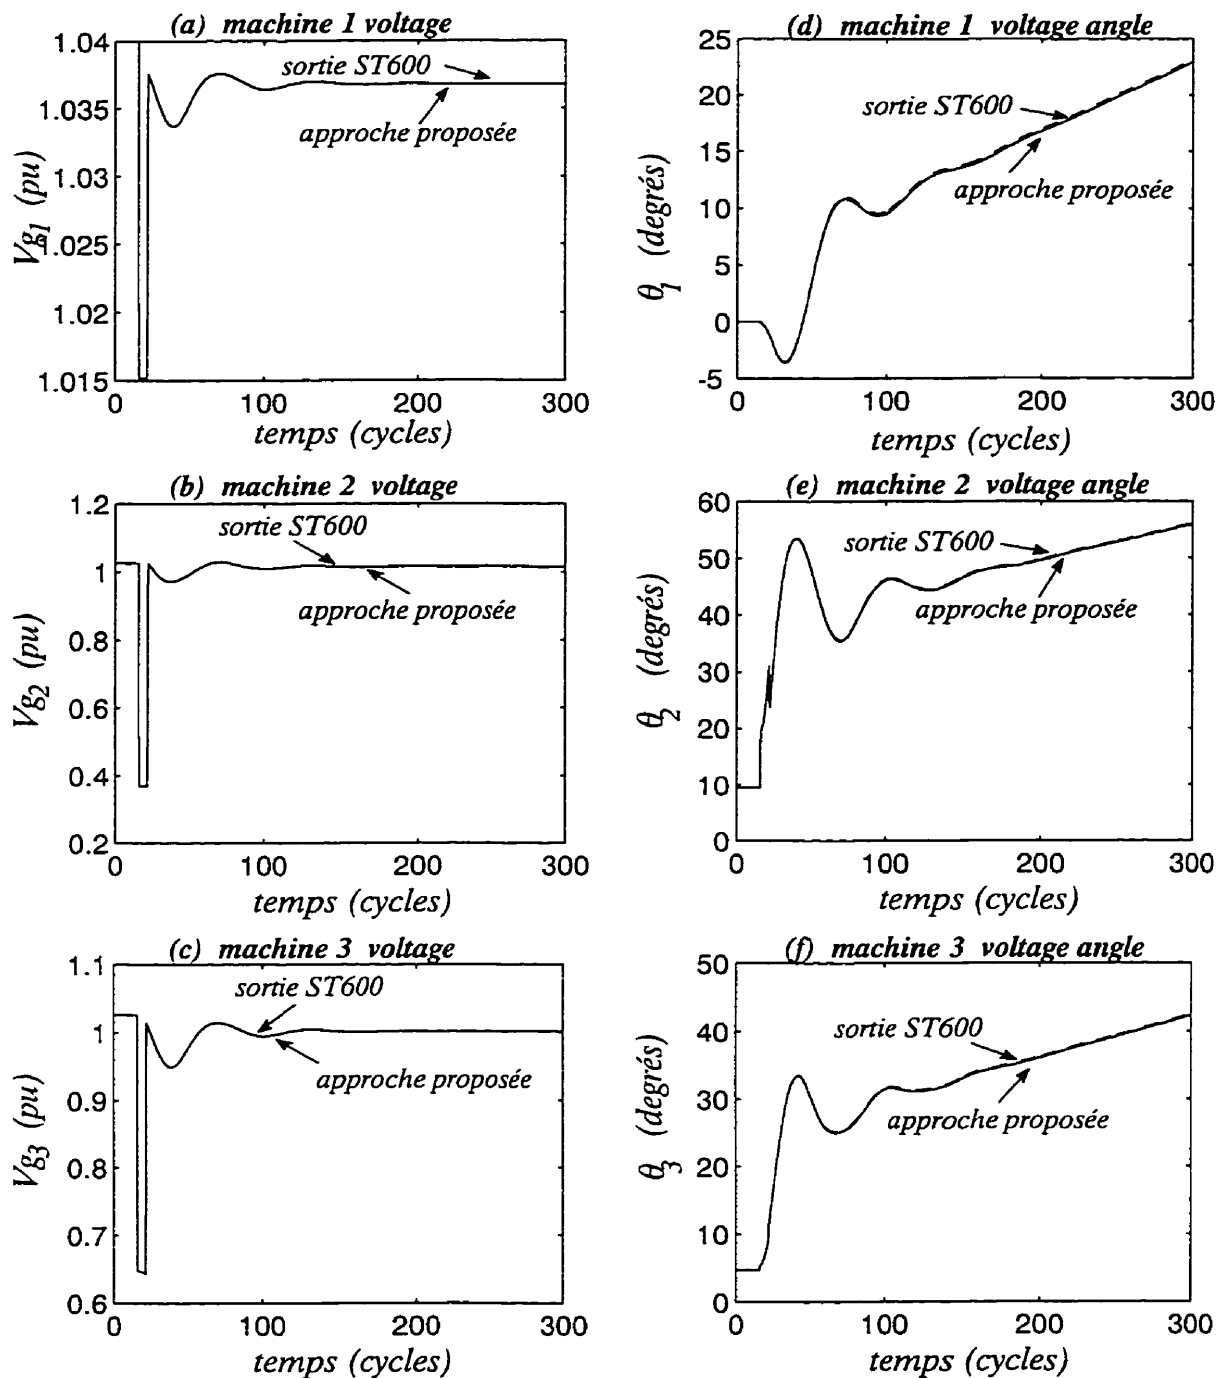 (a) machine 1 voltage
1.04
1.035
1.03
1.025
1.02
1.015
Vg1 (pu)
sortie ST600
approche proposée
0 100 200 300
temps (cycles)
(d) machine 1 voltage angle
25
20
15
10
5
0
-5
θ1 (degrés)
sortie ST600
approche proposée
0 100 200 300
temps (cycles)
(b) machine 2 voltage
1.2
1
0.8
0.6
0.4
0.2
Vg2 (pu)
sortie ST600
approche proposée
0 100 200 300
temps (cycles)
(e) machine 2 voltage angle
60
50
40
30
20
10
0
θ2 (degrés)
sortie ST600
approche proposée
0 100 200 300
temps (cycles)
(c) machine 3 voltage
1.1
1
0.9
0.8
0.7
0.6
Vg3 (pu)
sortie ST600
approche proposée
0 100 200 300
temps (cycles)
(f) machine 3 voltage angle
50
40
30
20
10
0
θ3 (degrés)
sortie ST600
approche proposée
0 100 200 300
temps (cycles)